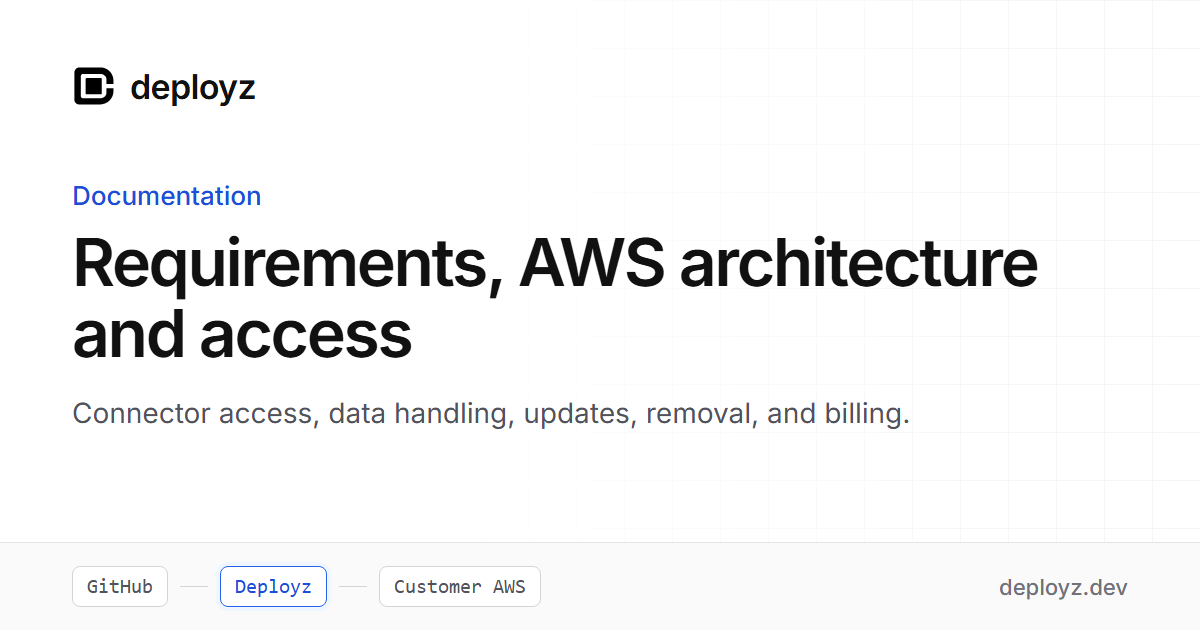 deployz
Documentation
Requirements, AWS architecture
and access
Connector access, data handling, updates, removal, and billing.
GitHub
Deployz
Customer AWS
deployz.dev